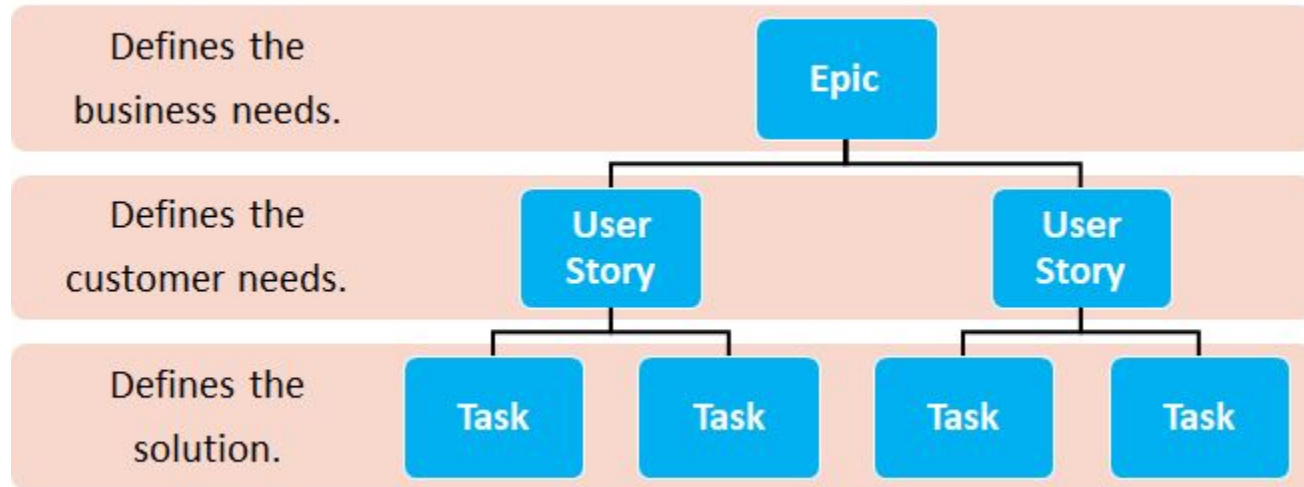 Defines the
business needs.
Epic
Defines the
customer needs.
User
Story
User
Story
Defines the
solution.
Task
Task
Task
Task